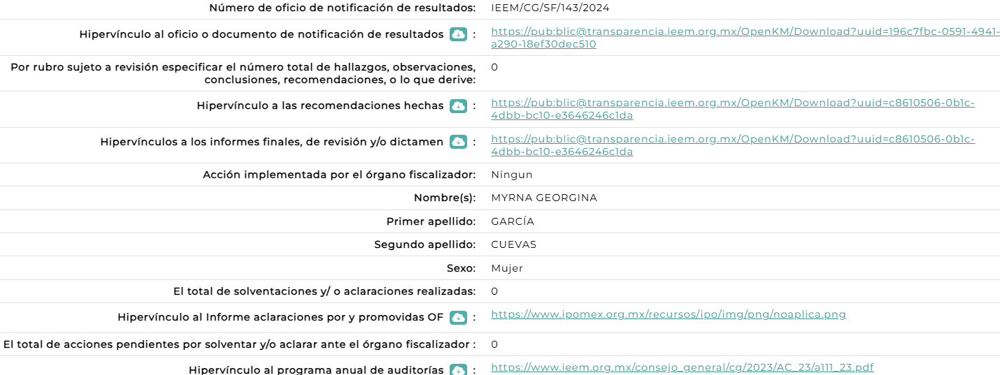 Número de oficio de notificación de resultados: IEEM/CG/SF/143/2024
Hipervínculo al oficio o documento de notificación de resultados : https://pub:blic@transparencia.ieem.org.mx/OpenKM/Download?uuid=196c7fbc-0591-4941-
a290-18ef30dec510
Por rubro sujeto a revisión especificar el número total de hallazgos, observaciones, 0
conclusiones, recomendaciones, o lo que derive:
Hipervínculo a las recomendaciones hechas : https://pub:blic@transparencia.ieem.org.mx/OpenKM/Download?uuid=c8610506-0b1c-
4dbb-bc10-e3646246c1da
Hipervínculos a los informes finales, de revisión y/o dictamen : https://pub:blic@transparencia.ieem.org.mx/OpenKM/Download?uuid=c8610506-0b1c-
4dbb-bc10-e3646246c1da
Acción implementada por el órgano fiscalizador: Ningun
Nombre(s): MYRNA GEORGINA
Primer apellido: GARCÍA
Segundo apellido: CUEVAS
Sexo: Mujer
El total de solventaciones y/ o aclaraciones realizadas: 0
Hipervínculo al Informe aclaraciones por y promovidas OF : https://www.ipomex.org.mx/recursos/ipo/img/png/noaplica.png
El total de acciones pendientes por solventar y/o aclarar ante el órgano fiscalizador : 0
Hipervínculo al programa anual de auditorías : https://www.ieem.org.mx/consejo_general/cg/2023/AC_23/a111_23.pdf